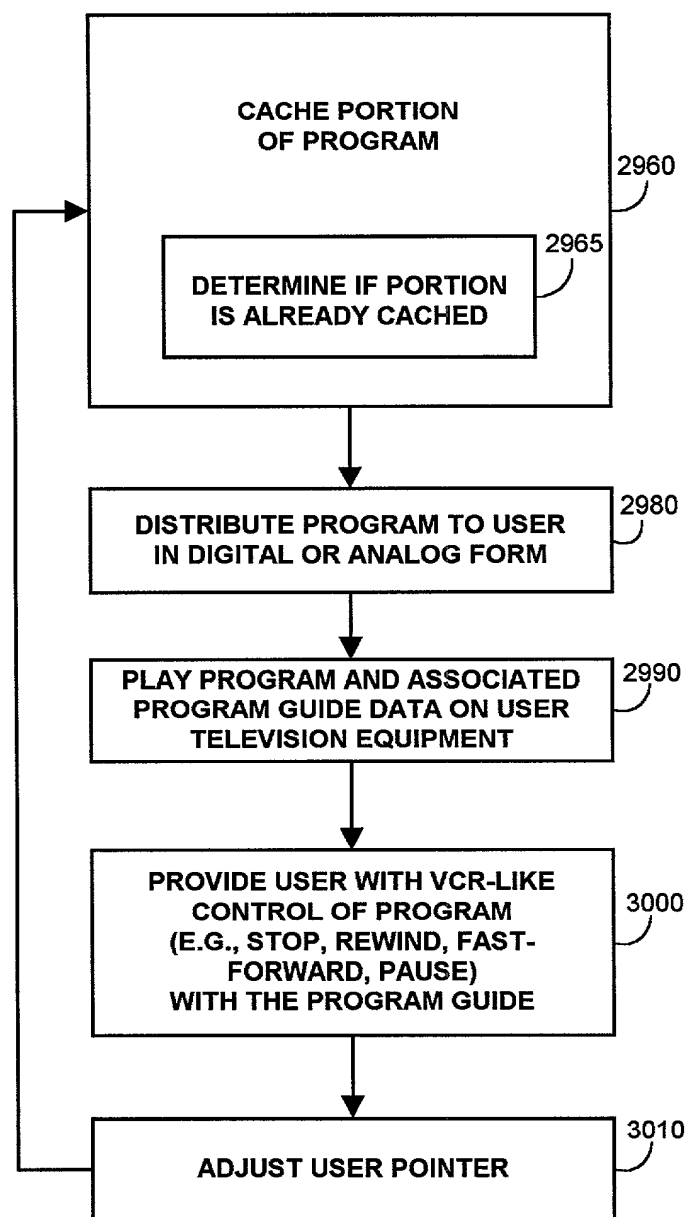 CACHE PORTION
OF PROGRAM
2960
2965
DETERMINE IF PORTION
IS ALREADY CACHED
2980
DISTRIBUTE PROGRAM TO USER
IN DIGITAL OR ANALOG FORM
2990
PLAY PROGRAM AND ASSOCIATED
PROGRAM GUIDE DATA ON USER
TELEVISION EQUIPMENT
PROVIDE USER WITH VCR-LIKE
CONTROL OF PROGRAM
(E.G., STOP, REWIND, FAST-
FORWARD, PAUSE)
WITH THE PROGRAM GUIDE
3000
3010
ADJUST USER POINTER